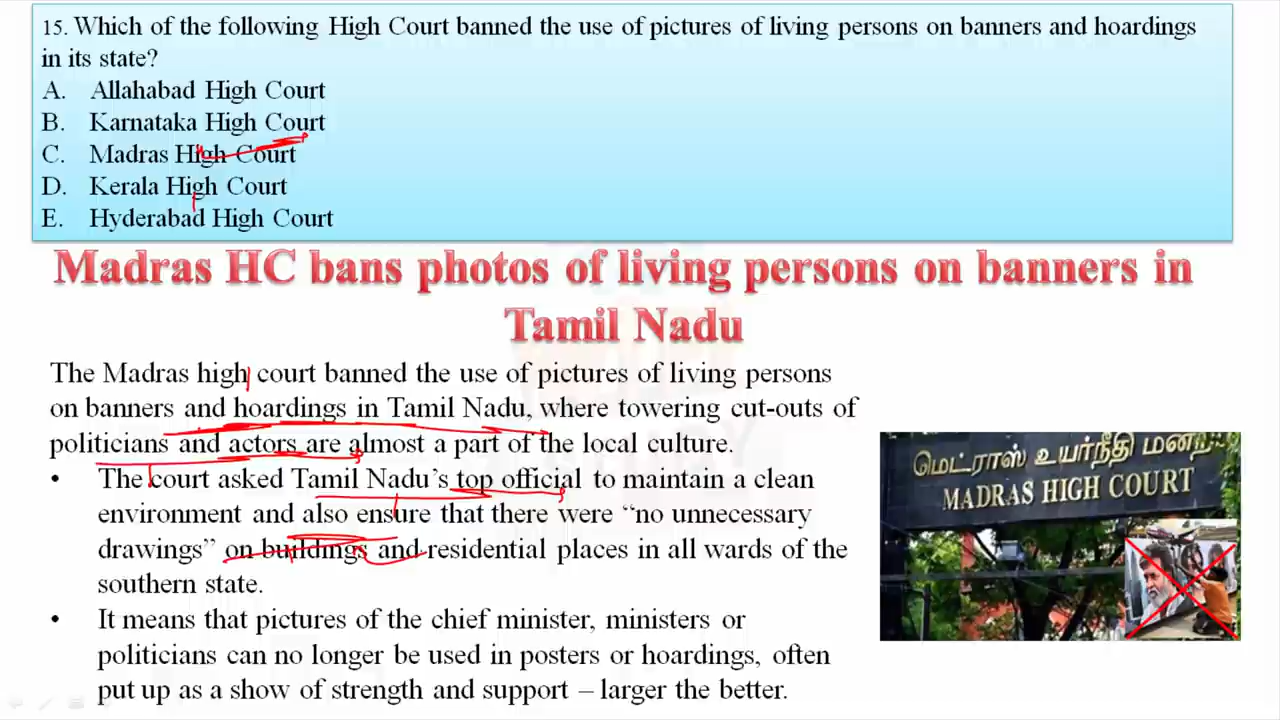 15. Which of the following High Court banned the use of pictures of living persons on banners and hoardings
in its state?
A. Allahabad High Court
B. Karnataka High Court
C. Madras High Court
D. Kerala High Court
E. Hyderabad High Court
Madras HC bans photos of living persons on banners in
Tamil Nadu
The Madras high court banned the use of pictures of living persons
on banners and hoardings in Tamil Nadu, where towering cut-outs of
politicians and actors are almost a part of the local culture.
• The court asked Tamil Nadu's top official to maintain a clean
environment and also ensure that there were “no unnecessary
drawings” on buildings and residential places in all wards of the
southern state.
• It means that pictures of the chief minister, ministers or
politicians can no longer be used in posters or hoardings, often
put up as a show of strength and support – larger the better.
மெட்ராஸ் உயர்நீதி
MADRAS HIGH COURT